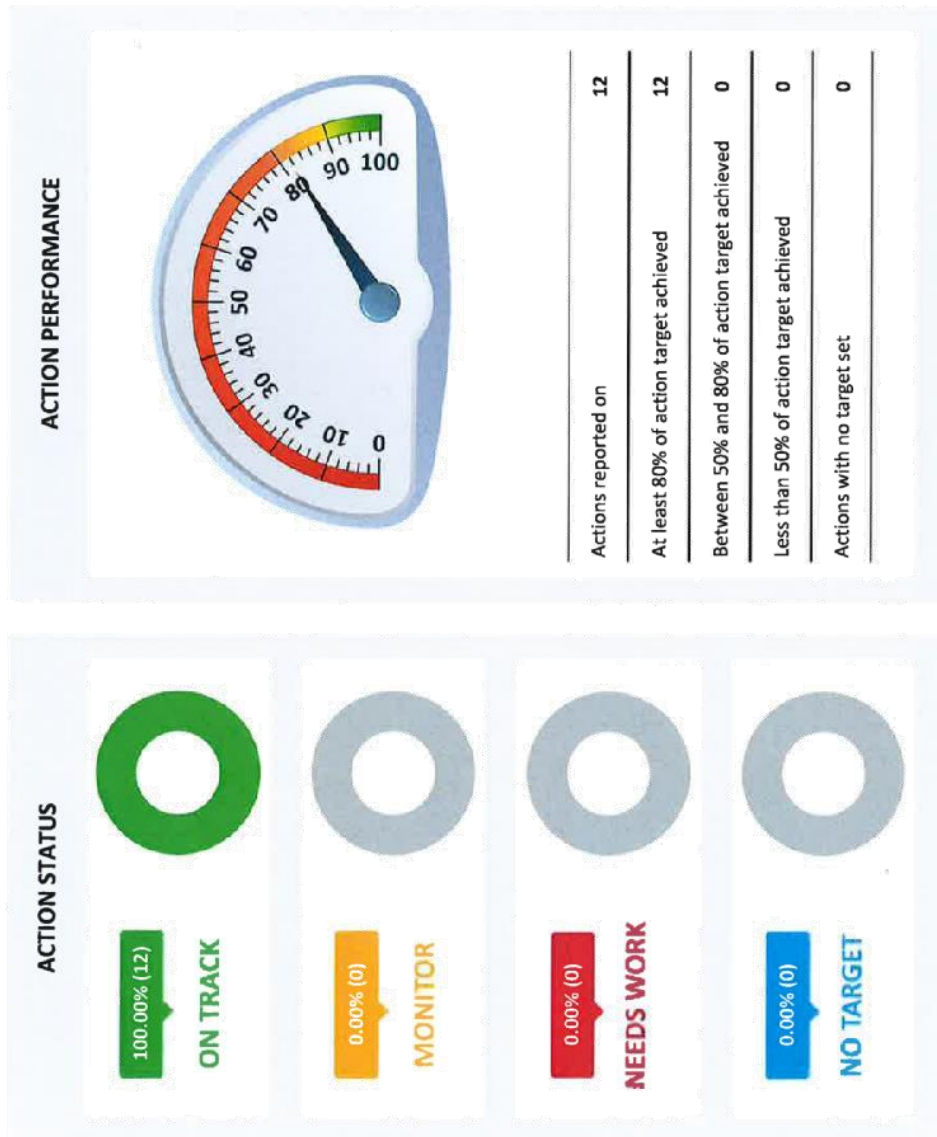 ACTION STATUS
100.00% (12)
ON TRACK
0.00% (0)
MONITOR
0.00% (0)
NEEDS WORK
0.00% (0)
NO TARGET
ACTION PERFORMANCE
0
10
20
30
40
50
60
70
80
90
100
Actions reported on 12
At least 80% of action target achieved 12
Between 50% and 80% of action target achieved 0
Less than 50% of action target achieved 0
Actions with no target set 0